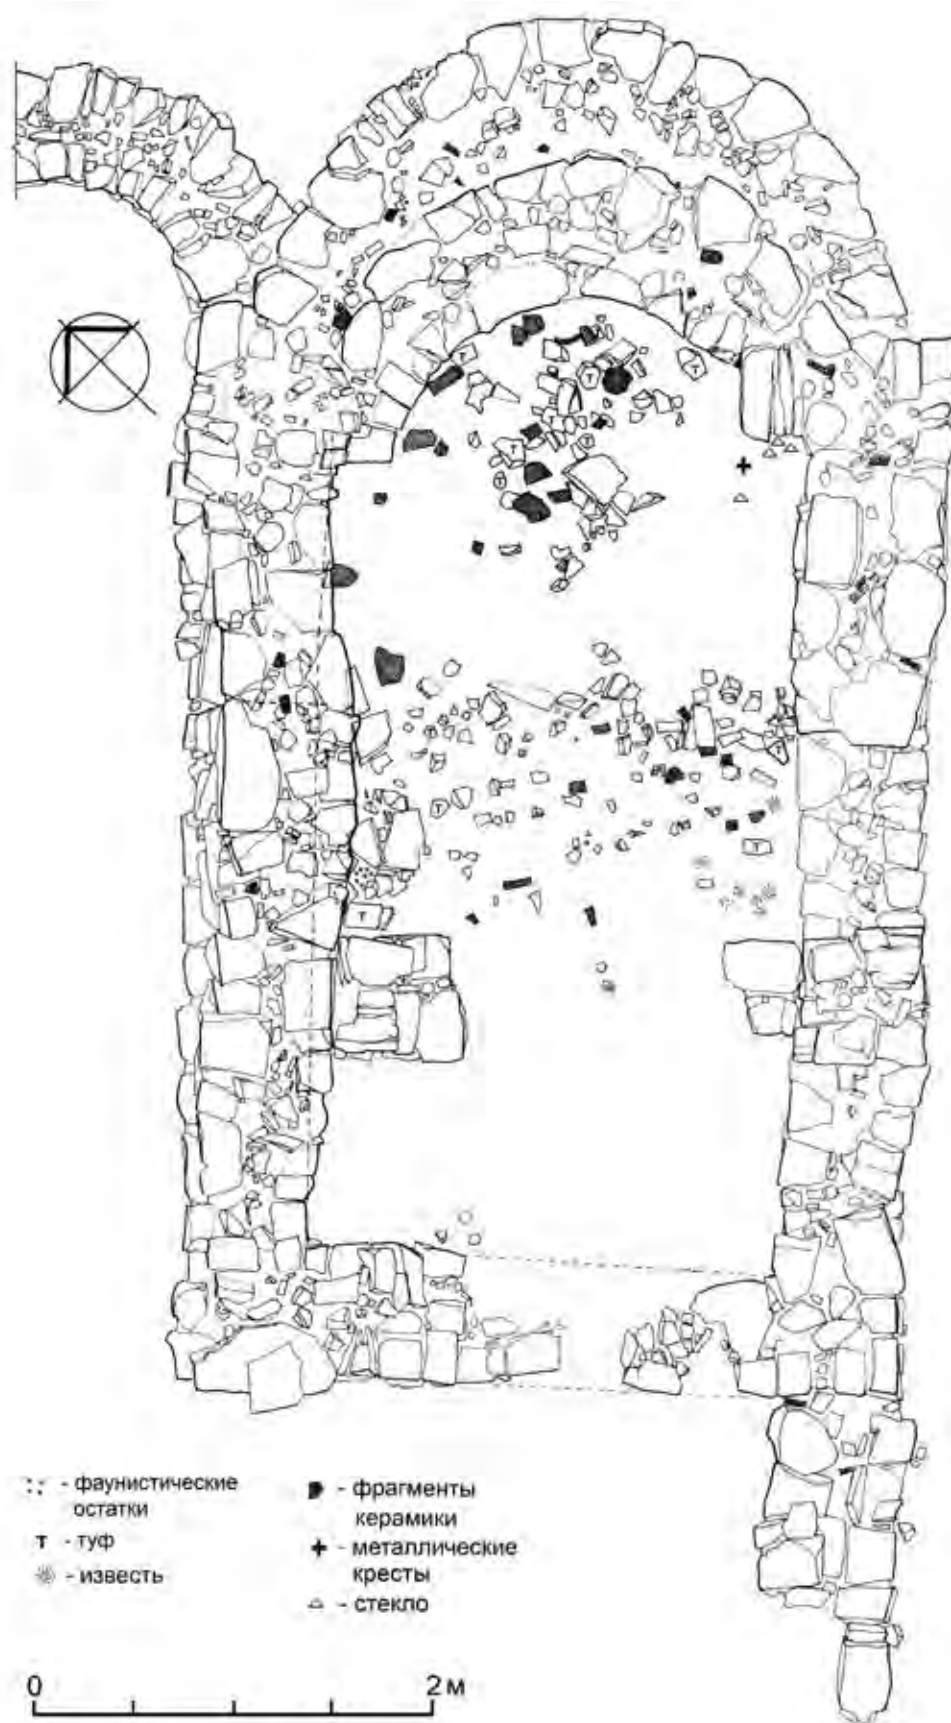 - фаунистические
остатки
т - туф
- известь
- фрагменты
керамики
- металлические
кресты
- стекло
0 2 м
т
т
т
т
т
т
т
т
т
т